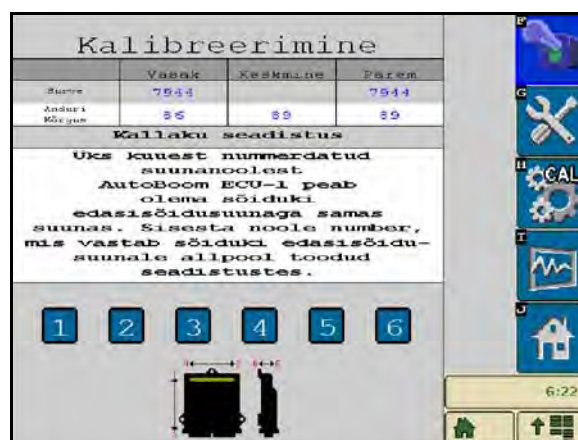 Kalibreerimine
Vasak Keskmine Parem
Surve 7944 7944
Anduri Kõrgus 86 89 89
Kallaku seadistus
Üks kuuest nummerdatud
suunanoolest
AutoBoom ECU-l peab
olema sõiduki
edasisõidusuunaga samas
suunas. Sisesta noole number,
mis vastab sõiduki edasisõidu-
suunale allpool toodud
seadistustes.
1 2 3 4 5 6
F
G
H
CAL
I
J
6:22